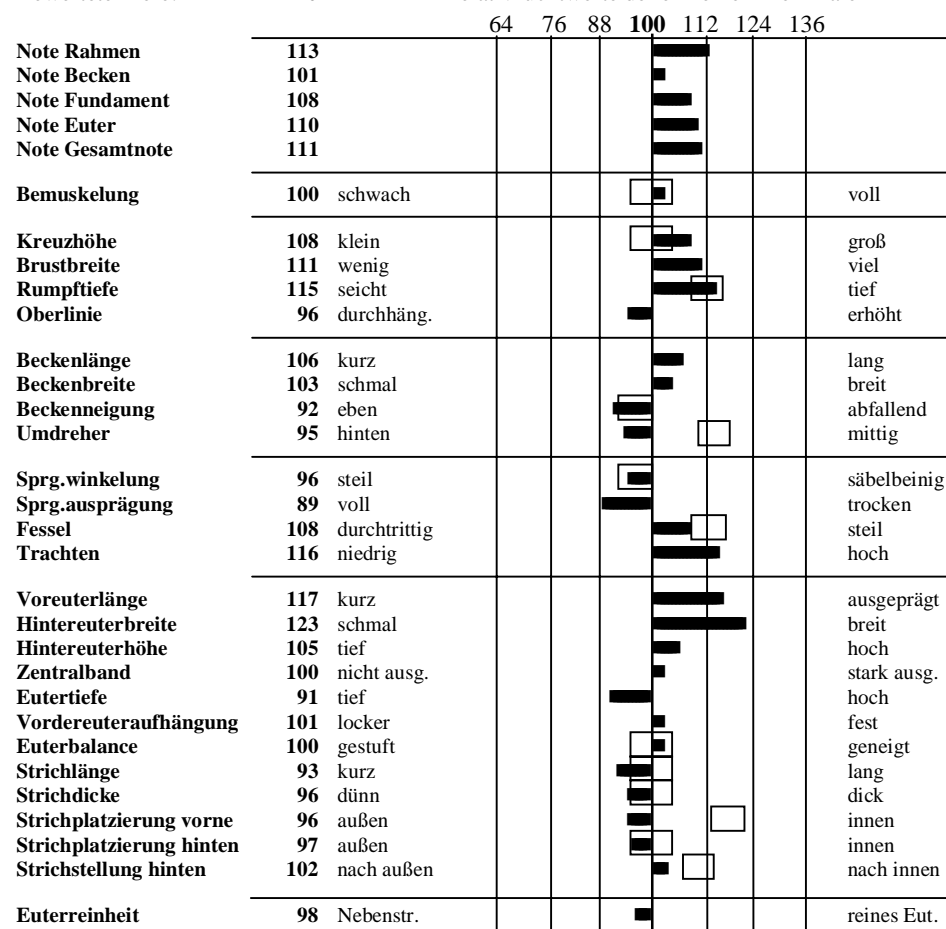 64 76 88 100 112 124 136
Note Rahmen 113
Note Becken 101
Note Fundament 108
Note Euter 110
Note Gesamtnote 111
Bemuskelung 100 schwach voll
Kreuzhöhe 108 klein groß
Brustbreite 111 wenig viel
Rumpftiefe 115 seicht tief
Oberlinie 96 durchhäng. erhöht
Beckenlänge 106 kurz lang
Beckenbreite 103 schmal breit
Beckenneigung 92 eben abfallend
Umdreher 95 hinten mittig
Sprg.winkelung 96 steil säbelbeinig
Sprg.ausprägung 89 voll trocken
Fessel 108 durchtrittig steil
Trachten 116 niedrig hoch
Voreuterlänge 117 kurz ausgeprägt
Hintereuterbreite 123 schmal breit
Hintereuterhöhe 105 tief hoch
Zentralband 100 nicht ausg. stark ausg.
Eutertiefe 91 tief hoch
Vordereuteraufhängung 101 locker fest
Euterbalance 100 gestuft geneigt
Strichlänge 93 kurz lang
Strichdicke 96 dünn dick
Strichplatzierung vorne 96 außen innen
Strichplatzierung hinten 97 außen innen
Strichstellung hinten 102 nach außen nach innen
Euterreinheit 98 Nebenstr. reines Eut.